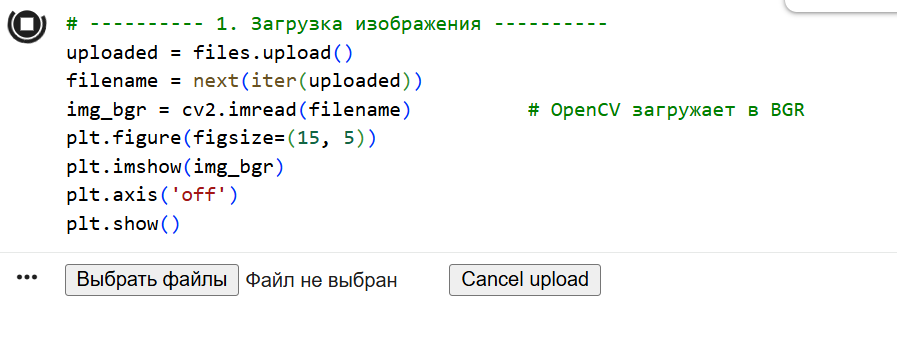 # ---------- 1. Загрузка изображения ----------
uploaded = files.upload()
filename = next(iter(uploaded))
img_bgr = cv2.imread(filename)          # OpenCV загружает в BGR
plt.figure(figsize=(15, 5))
plt.imshow(img_bgr)
plt.axis('off')
plt.show()
Выбрать файлы Файл не выбран Cancel upload